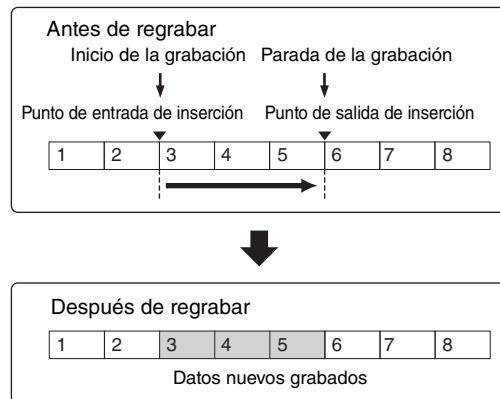 Antes de regrabar
Inicio de la grabación Parada de la grabación
Punto de entrada de inserción Punto de salida de inserción
1 2 3 4 5 6 7 8
Después de regrabar
1 2 3 4 5 6 7 8
Datos nuevos grabados